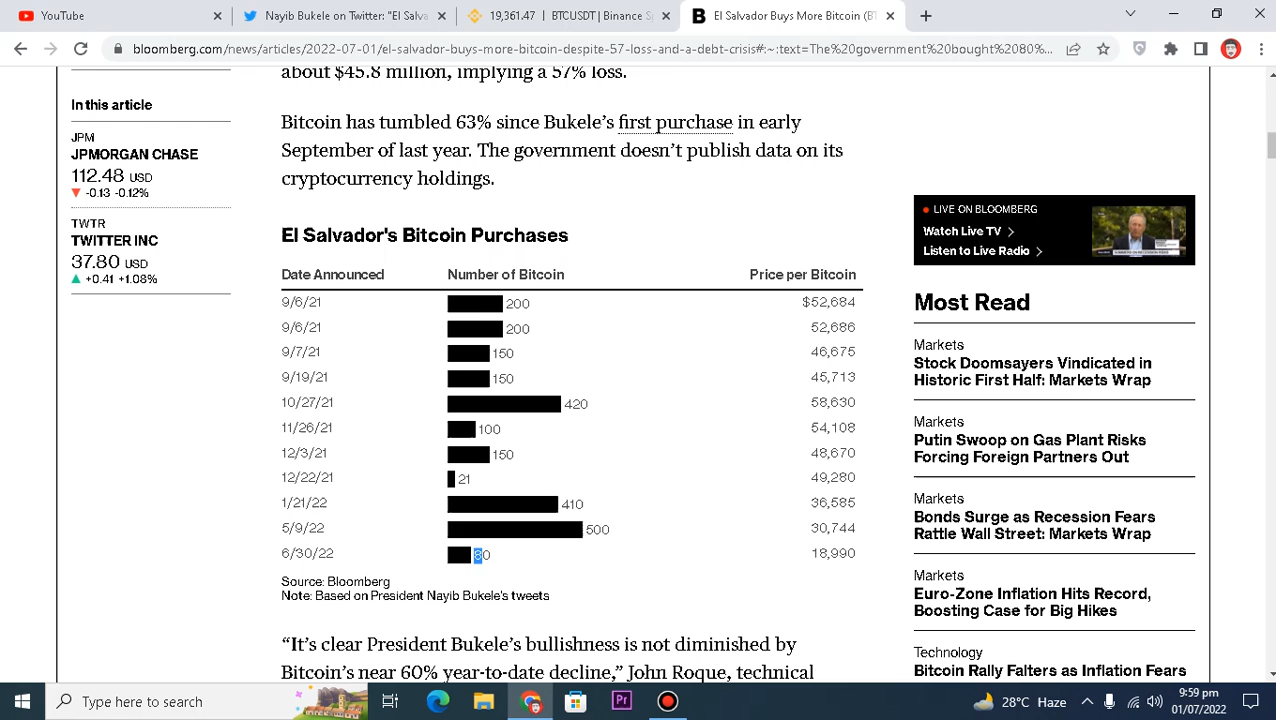 YouTube
Nayib Bukele on Twitter: "El Salva
19,361.47 | BTCUSDT | Binance S
El Salvador Buys More Bitcoin (BT
bloomberg.com/news/articles/2022-07-01/el-salvador-buys-more-bitcoin-despite-57-loss-and-a-debt-crisis#:~:text=The%20government%20bought%2080%...
about $45.8 million, implying a 57% loss.
In this article
JPM
JPMORGAN CHASE
112.48 USD
▼ -0.13 -0.12%
TWTR
TWITTER INC
37.80 USD
▲ +0.41 +1.08%
Bitcoin has tumbled 63% since Bukele's first purchase in early
September of last year. The government doesn't publish data on its
cryptocurrency holdings.
El Salvador's Bitcoin Purchases
Date Announced Number of Bitcoin Price per Bitcoin
9/6/21 200 $52,684
9/6/21 200 52,686
9/7/21 150 46,675
9/19/21 150 45,713
10/27/21 420 58,630
11/26/21 100 54,108
12/3/21 150 48,670
12/22/21 21 49,280
1/21/22 410 36,585
5/9/22 500 30,744
6/30/22 80 18,990
Source: Bloomberg
Note: Based on President Nayib Bukele's tweets
"It's clear President Bukele's bullishness is not diminished by
Bitcoin's near 60% year-to-date decline," John Roque, technical
LIVE ON BLOOMBERG
Watch Live TV >
Listen to Live Radio >
Most Read
Markets
Stock Doomsayers Vindicated in
Historic First Half: Markets Wrap
Markets
Putin Swoop on Gas Plant Risks
Forcing Foreign Partners Out
Markets
Bonds Surge as Recession Fears
Rattle Wall Street: Markets Wrap
Markets
Euro-Zone Inflation Hits Record,
Boosting Case for Big Hikes
Technology
Bitcoin Rally Falters as Inflation Fears
Type here to search
Pr
28°C Haze
9:59 pm
01/07/2022